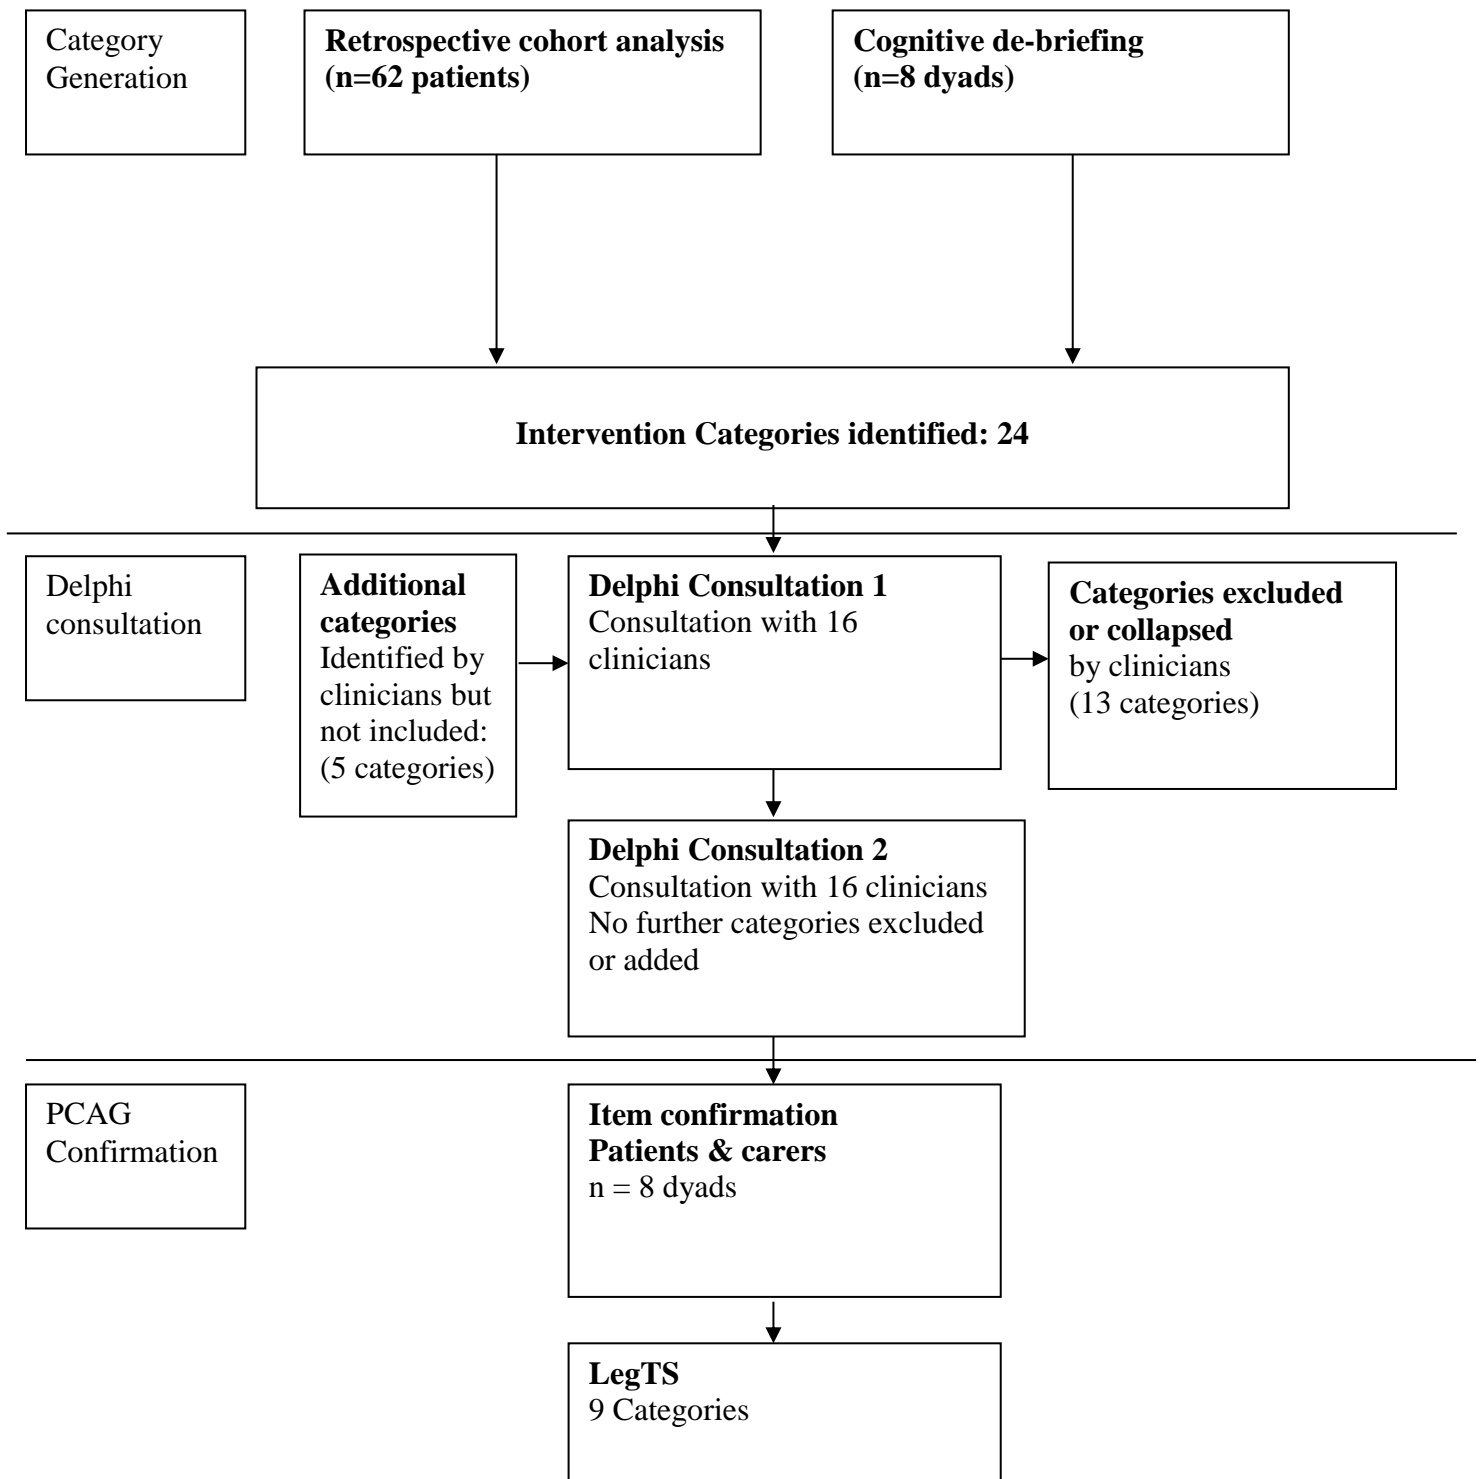 Category
Generation
Retrospective cohort analysis
(n=62 patients)
Cognitive de-briefing
(n=8 dyads)
Intervention Categories identified: 24
Delphi
consultation
Additional
categories
Identified by
clinicians but
not included:
(5 categories)
Delphi Consultation 1
Consultation with 16
clinicians
Categories excluded
or collapsed
by clinicians
(13 categories)
Delphi Consultation 2
Consultation with 16 clinicians
No further categories excluded
or added
PCAG
Confirmation
Item confirmation
Patients & carers
n = 8 dyads
LegTS
9 Categories